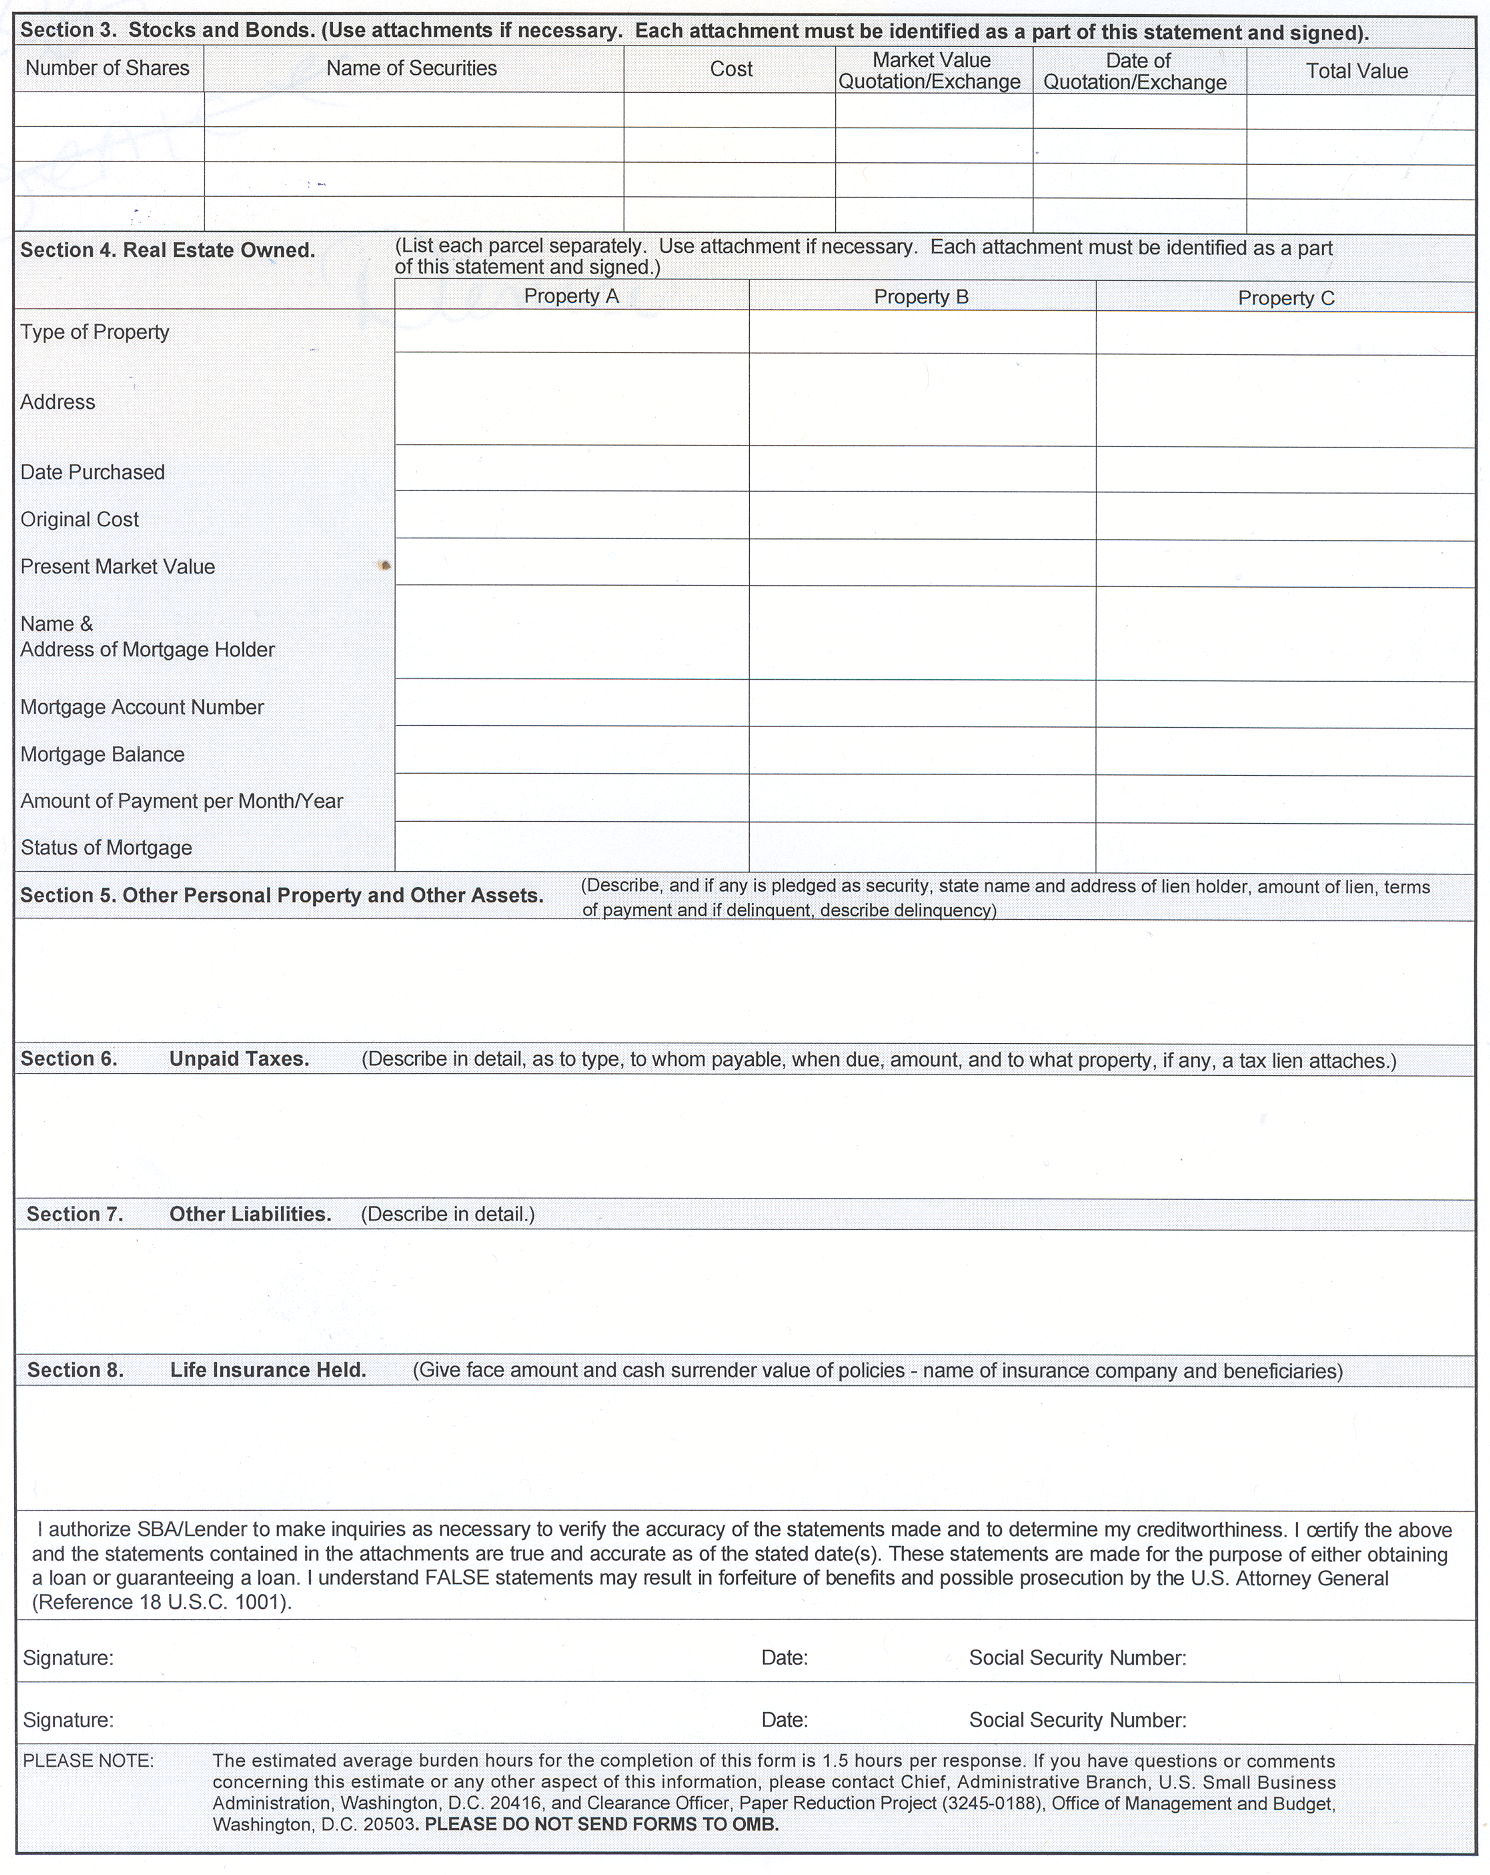 Section 3. Stocks and Bonds. (Use attachments if necessary. Each attachment must be identified as a part of this statement and signed).
Number of Shares Name of Securities Cost Market Value Quotation/Exchange Date of Quotation/Exchange Total Value
Section 4. Real Estate Owned. (List each parcel separately. Use attachment if necessary. Each attachment must be identified as a part
of this statement and signed.)
Property A Property B Property C
Type of Property
Address
Date Purchased
Original Cost
Present Market Value
Name &
Address of Mortgage Holder
Mortgage Account Number
Mortgage Balance
Amount of Payment per Month/Year
Status of Mortgage
Section 5. Other Personal Property and Other Assets. (Describe, and if any is pledged as security, state name and address of lien holder, amount of lien, terms
of payment and if delinquent, describe delinquency)
Section 6. Unpaid Taxes. (Describe in detail, as to type, to whom payable, when due, amount, and to what property, if any, a tax lien attaches.)
Section 7. Other Liabilities. (Describe in detail.)
Section 8. Life Insurance Held. (Give face amount and cash surrender value of policies - name of insurance company and beneficiaries)
I authorize SBA/Lender to make inquiries as necessary to verify the accuracy of the statements made and to determine my creditworthiness. I certify the above
and the statements contained in the attachments are true and accurate as of the stated date(s). These statements are made for the purpose of either obtaining
a loan or guaranteeing a loan. I understand FALSE statements may result in forfeiture of benefits and possible prosecution by the U.S. Attorney General
(Reference 18 U.S.C. 1001).
Signature: Date: Social Security Number:
Signature: Date: Social Security Number:
PLEASE NOTE: The estimated average burden hours for the completion of this form is 1.5 hours per response. If you have questions or comments
concerning this estimate or any other aspect of this information, please contact Chief, Administrative Branch, U.S. Small Business
Administration, Washington, D.C. 20416, and Clearance Officer, Paper Reduction Project (3245-0188), Office of Management and Budget,
Washington, D.C. 20503. PLEASE DO NOT SEND FORMS TO OMB.